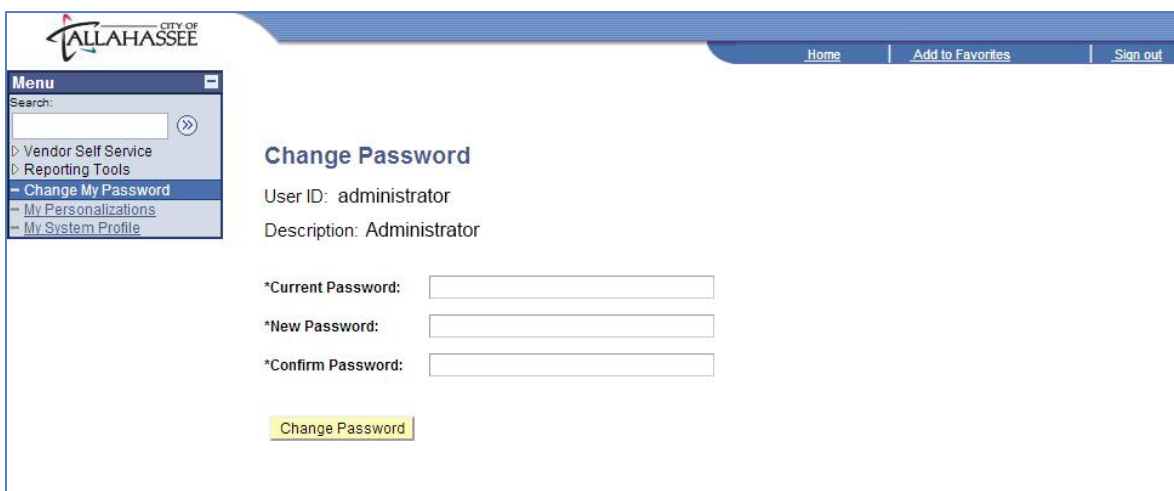 CITY OF
TALLAHASSEE
Home Add to Favorites Sign out
Menu
Search:
Vendor Self Service
Reporting Tools
Change My Password
My Personalizations
My System Profile
Change Password
User ID: administrator
Description: Administrator
*Current Password:
*New Password:
*Confirm Password:
Change Password